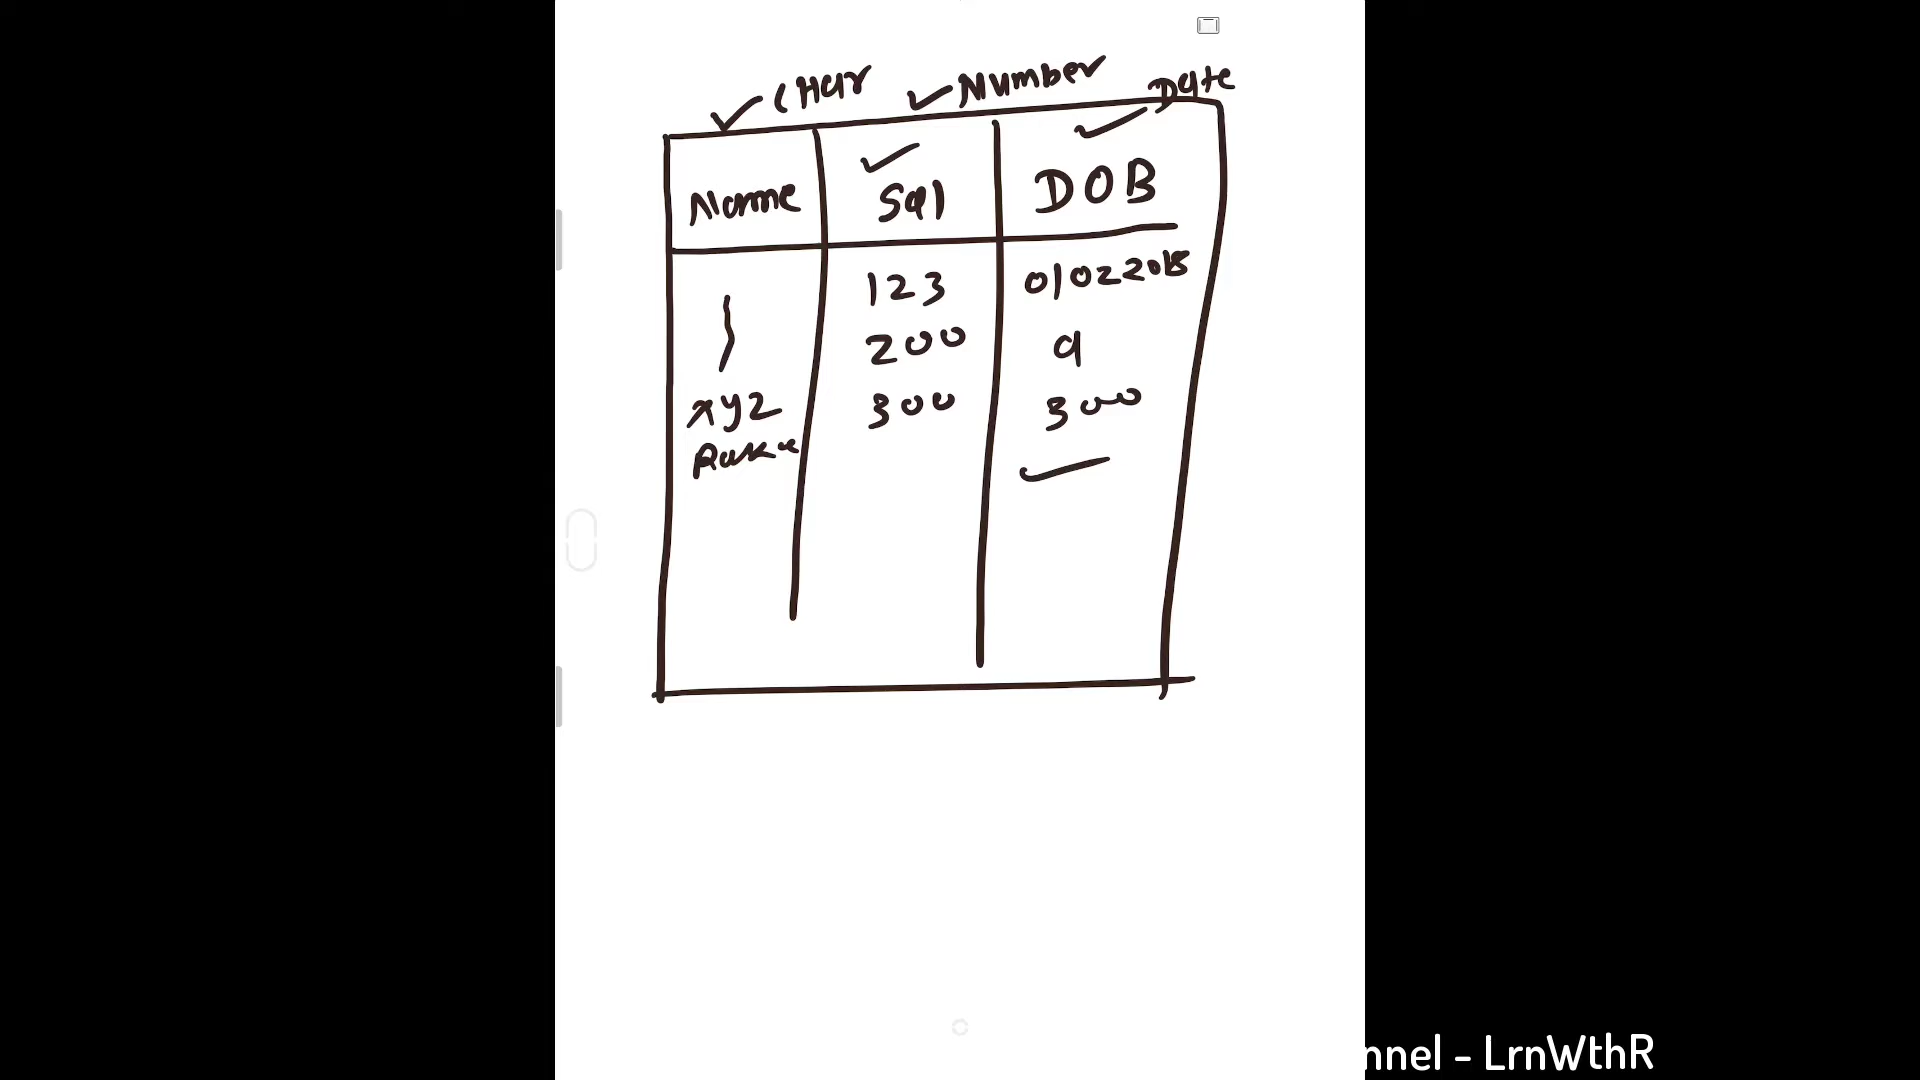 CHar Number Date
Name Sal DOB
123 01022018
200 9
xyz 300 300
nnel - LrnWthR